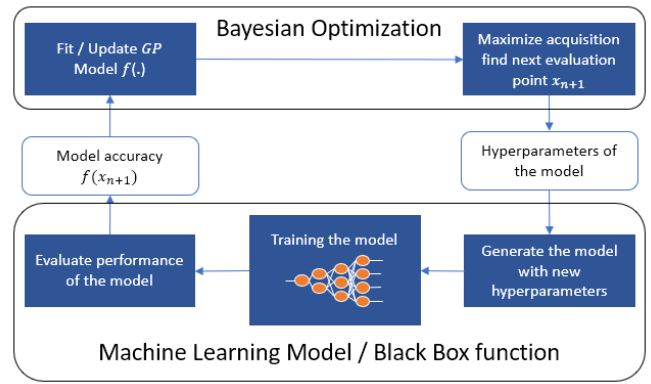 Bayesian Optimization
Fit / Update GP
Model f(.)
Maximize acquisition
find next evaluation
point xₙ₊₁
Model accuracy
f(xₙ₊₁)
Hyperparameters of
the model
Evaluate performance
of the model
Training the model
Generate the model
with new
hyperparameters
Machine Learning Model / Black Box function